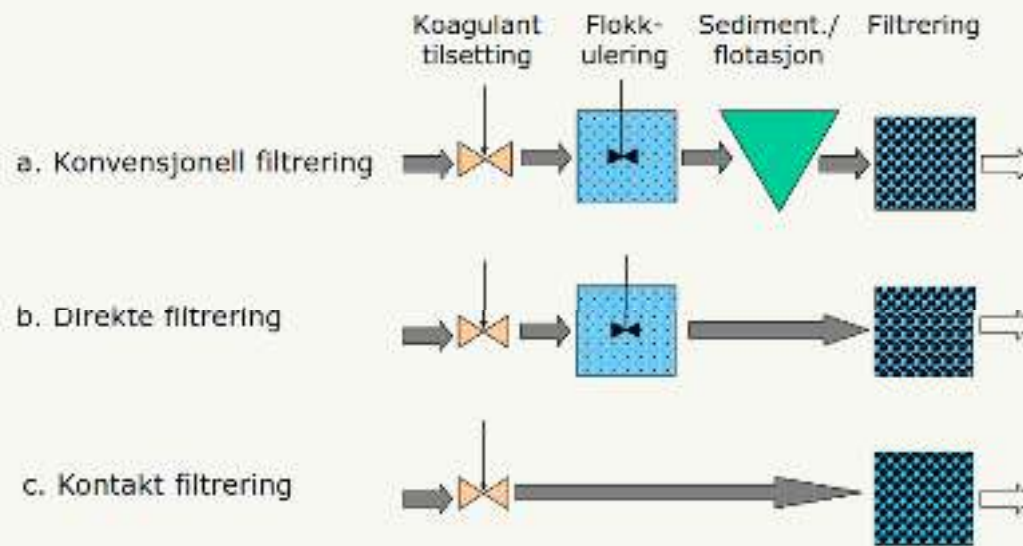 Koagulant
tilsetting
Flokk-
ulering
Sediment./
flotasjon
Filtrering
a. Konvensjonell filtrering
b. Direkte filtrering
c. Kontakt filtrering